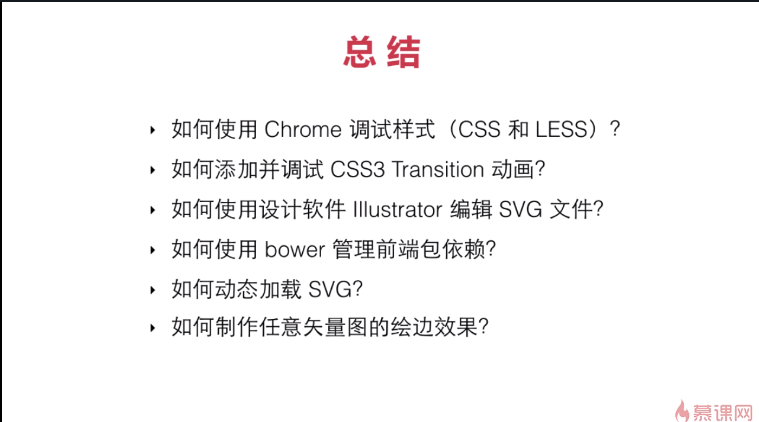 总 结
‣ 如何使用 Chrome 调试样式（CSS 和 LESS）?
‣ 如何添加并调试 CSS3 Transition 动画?
‣ 如何使用设计软件 Illustrator 编辑 SVG 文件?
‣ 如何使用 bower 管理前端包依赖?
‣ 如何动态加载 SVG?
‣ 如何制作任意矢量图的绘边效果?
慕课网